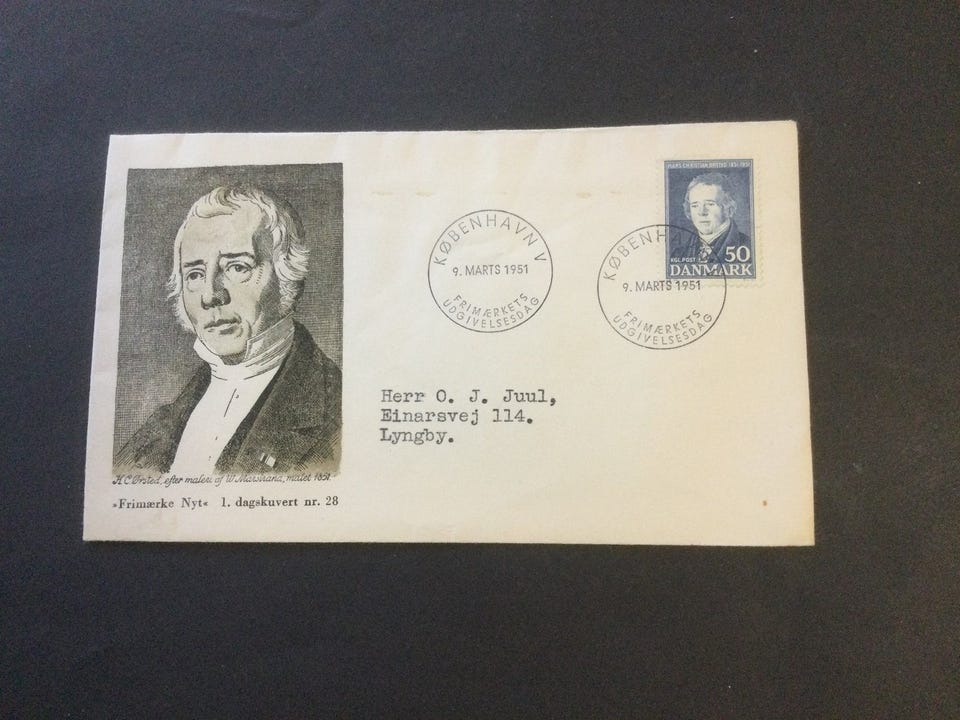 H.C. Ørsted, efter maleri af W. Marstrand, malet 1851.
»Frimærke Nyt« 1. dagskuvert nr. 28
KØBENHAVN V
9. MARTS 1951
FRIMÆRKETS
UDGIVELSESDAG
HANS CHRISTIAN ØRSTED 1851-1951
KGL. POST 50
DANMARK
KØBENHAVN
9. MARTS 1951
FRIMÆRKETS
UDGIVELSESDAG
Herr O. J. Juul,
Einarsvej 114.
Lyngby.